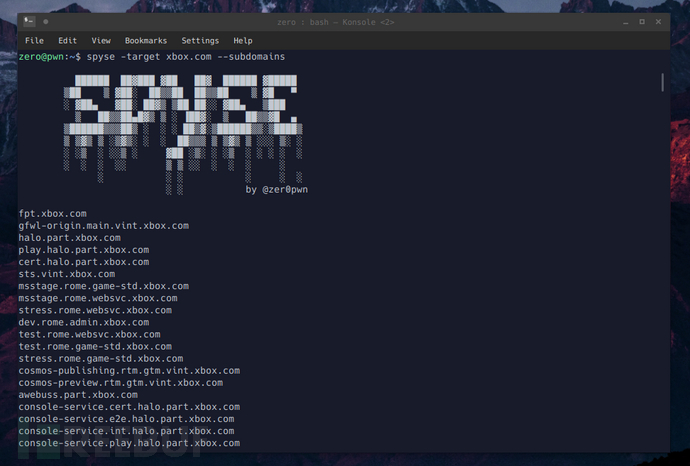 zero : bash — Konsole <2>
File Edit View Bookmarks Settings Help
zero@pwn:~$ spyse -target xbox.com --subdomains
SPYSE
by @zer0pwn
fpt.xbox.com
gfwl-origin.main.vint.xbox.com
halo.part.xbox.com
play.halo.part.xbox.com
cert.halo.part.xbox.com
sts.vint.xbox.com
msstage.rome.game-std.xbox.com
msstage.rome.websvc.xbox.com
stress.rome.websvc.xbox.com
dev.rome.admin.xbox.com
test.rome.websvc.xbox.com
test.rome.game-std.xbox.com
stress.rome.game-std.xbox.com
cosmos-publishing.rtm.gtm.vint.xbox.com
cosmos-preview.rtm.gtm.vint.xbox.com
awebuss.part.xbox.com
console-service.cert.halo.part.xbox.com
console-service.e2e.halo.part.xbox.com
console-service.int.halo.part.xbox.com
console-service.play.halo.part.xbox.com